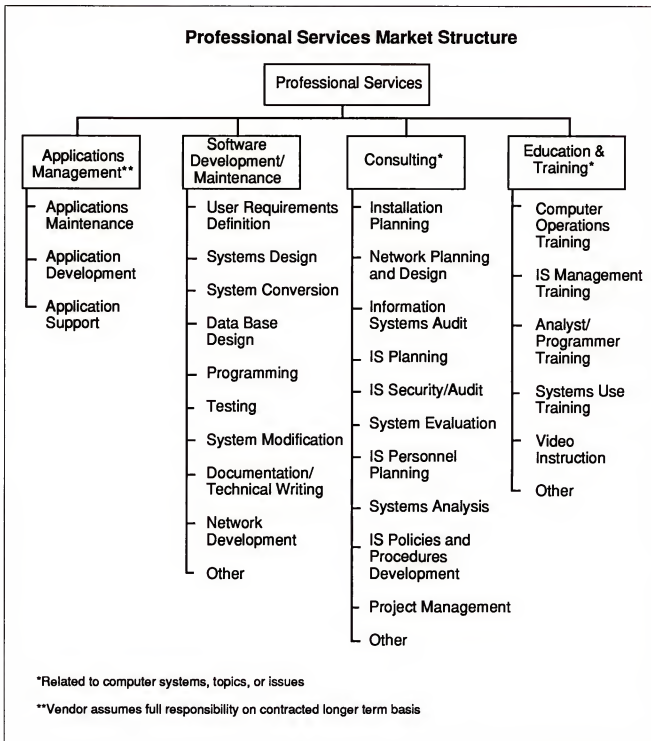 Professional Services Market Structure
Professional Services
Applications
Management**
Applications
Maintenance
Application
Development
Application
Support
Software
Development/
Maintenance
User Requirements
Definition
Systems Design
System Conversion
Data Base
Design
Programming
Testing
System Modification
Documentation/
Technical Writing
Network
Development
Other
Consulting*
Installation
Planning
Network Planning
and Design
Information
Systems Audit
IS Planning
IS Security/Audit
System Evaluation
IS Personnel
Planning
Systems Analysis
IS Policies and
Procedures
Development
Project Management
Other
Education &
Training*
Computer
Operations
Training
IS Management
Training
Analyst/
Programmer
Training
Systems Use
Training
Video
Instruction
Other
*Related to computer systems, topics, or issues
**Vendor assumes full responsibility on contracted longer term basis